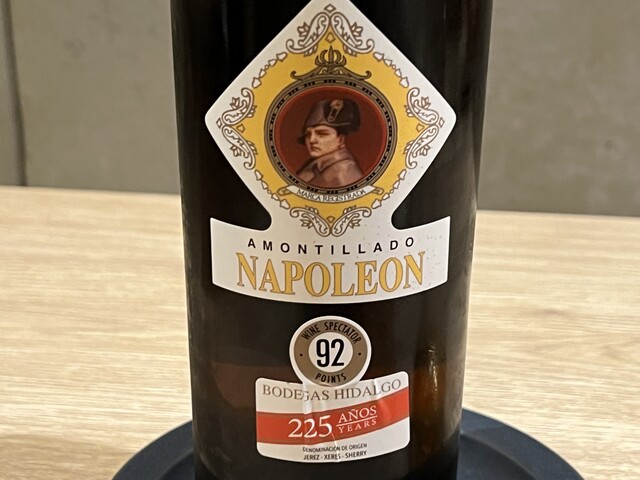 MARCA REGISTRADA
AMONTILLADO
NAPOLEON
WINE SPECTATOR
92
POINTS
BODEGAS HIDALGO
225 AÑOS
YEARS
DENOMINACIÓN DE ORIGEN
JEREZ - XERES - SHERRY